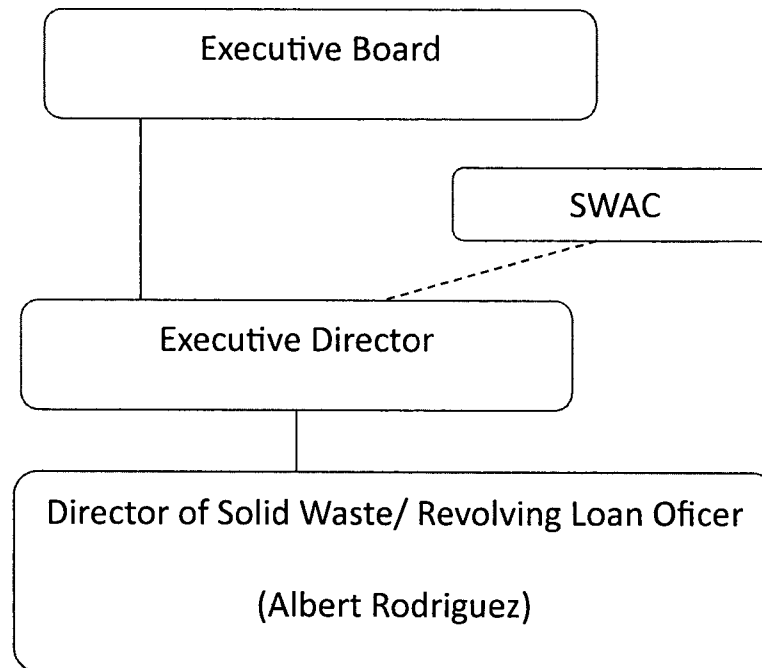 Executive Board
SWAC
Executive Director
Director of Solid Waste/ Revolving Loan Oficer
(Albert Rodriguez)